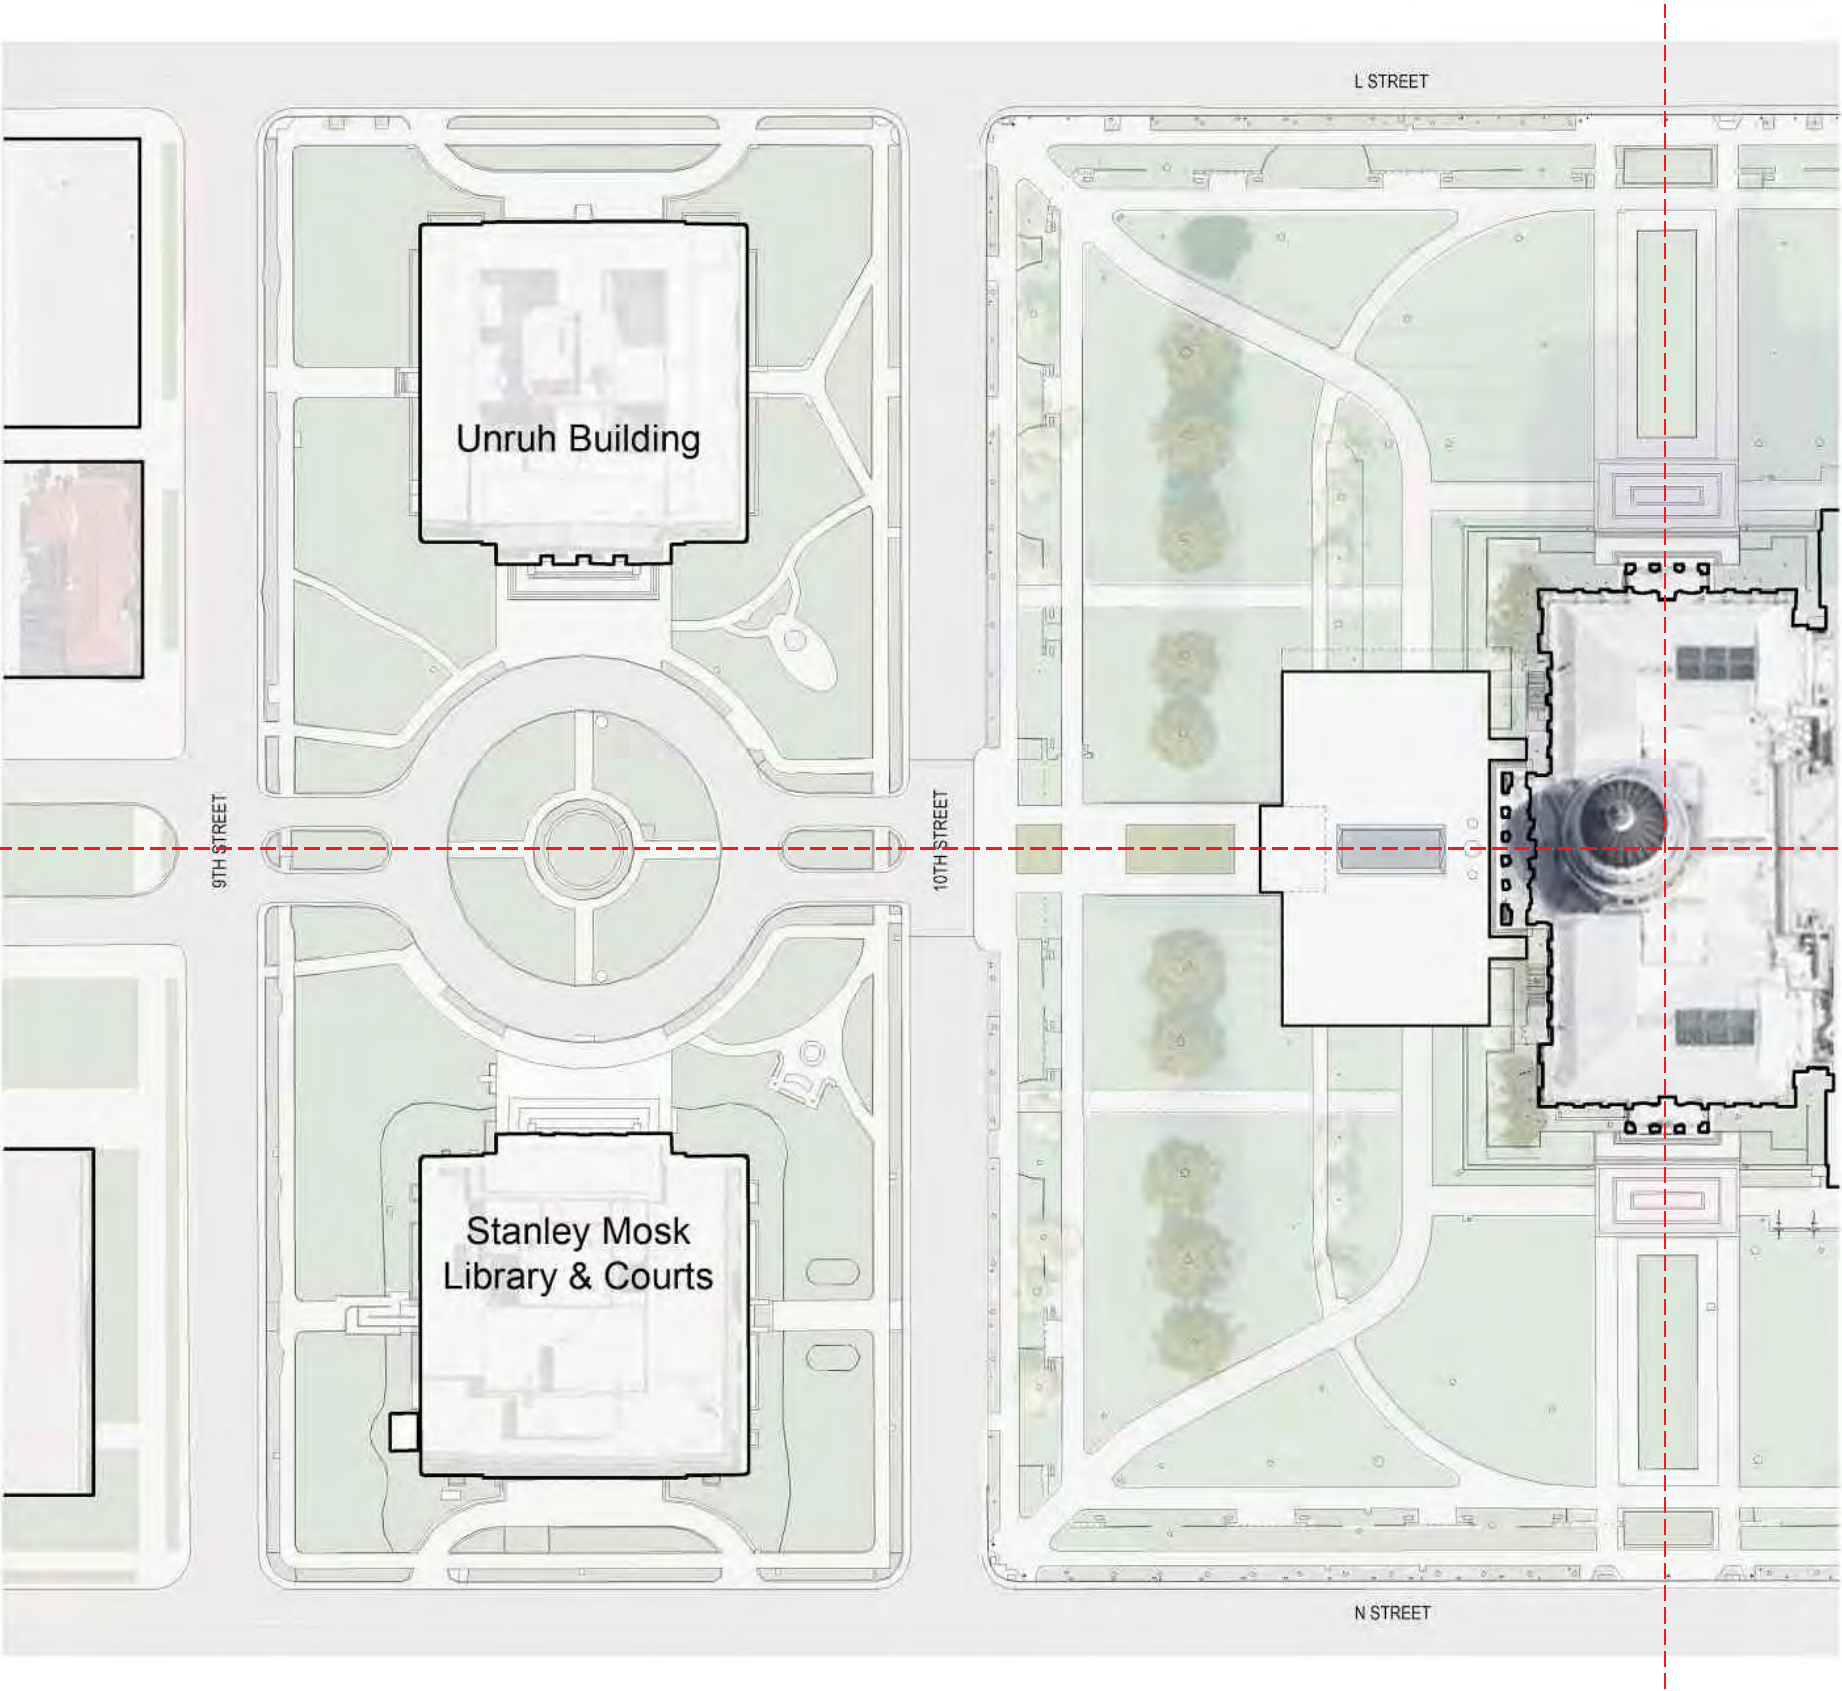 L STREET
Unruh Building
9TH STREET
10TH STREET
Stanley Mosk
Library & Courts
N STREET